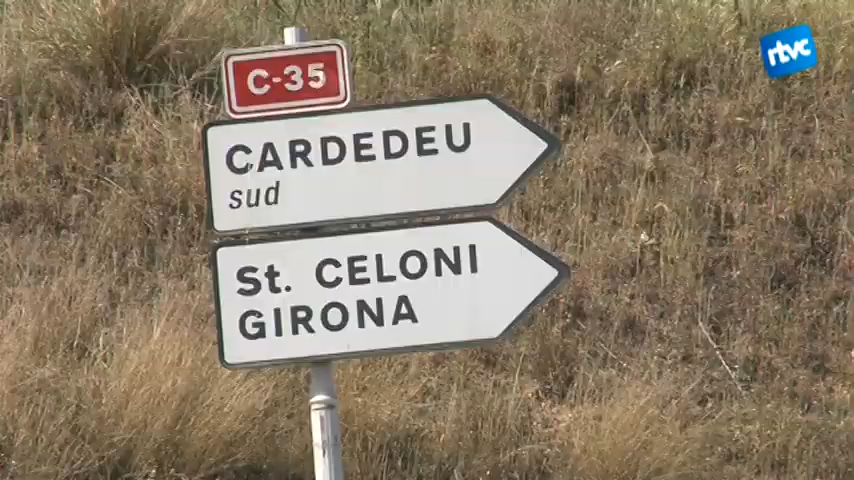 rtvc
C-35
CARDEDEU
sud
St. CELONI
GIRONA